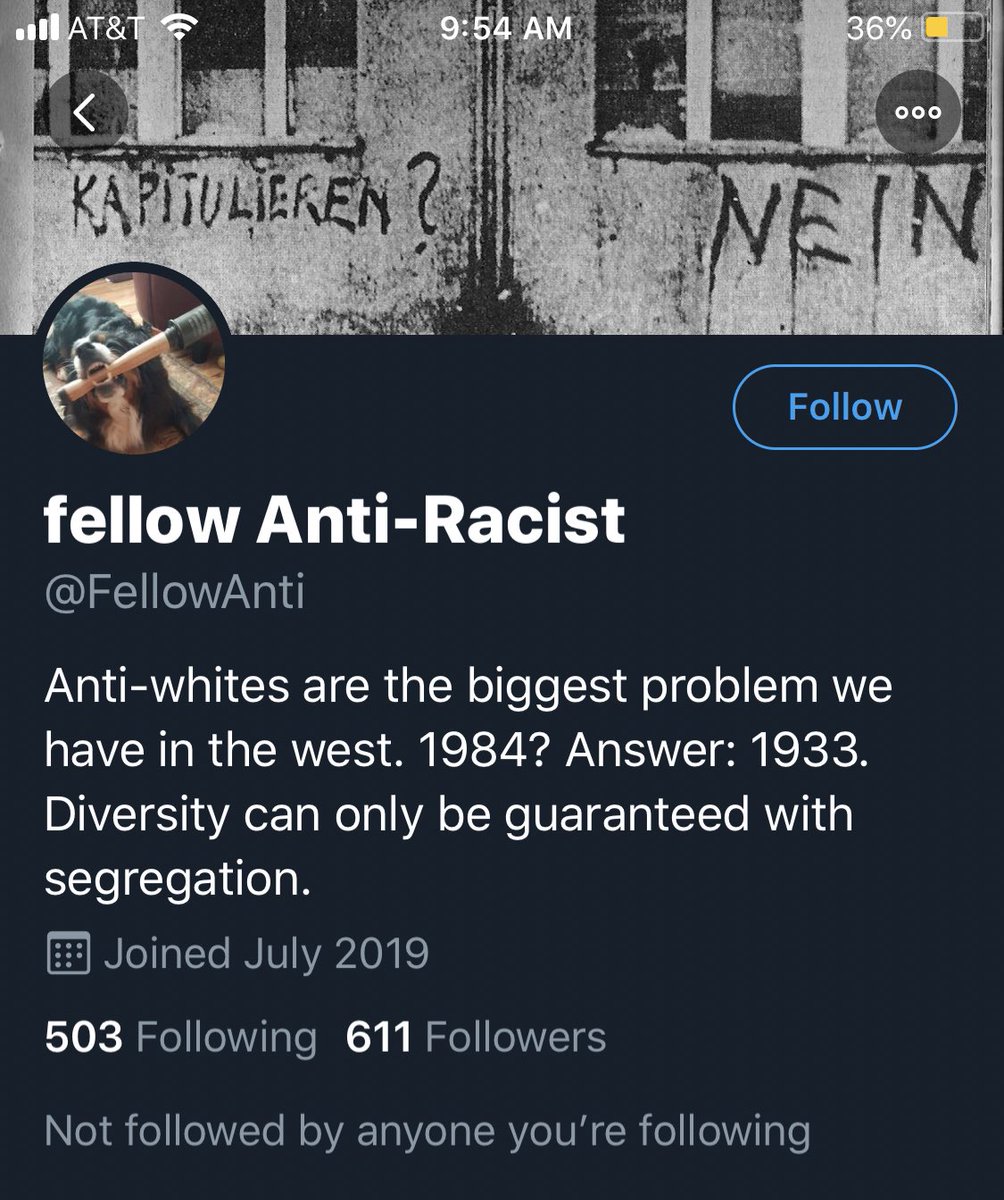 AT&T 9:54 AM 36%
KAPITULIEREN? NEIN
Follow
fellow Anti-Racist
@FellowAnti
Anti-whites are the biggest problem we
have in the west. 1984? Answer: 1933.
Diversity can only be guaranteed with
segregation.
Joined July 2019
503 Following 611 Followers
Not followed by anyone you’re following